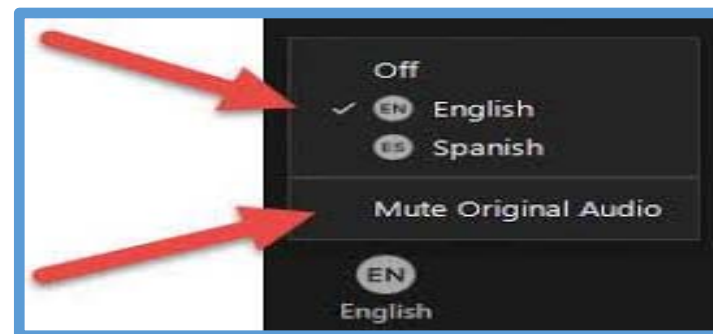 Off
EN English
ES Spanish
Mute Original Audio
EN
English